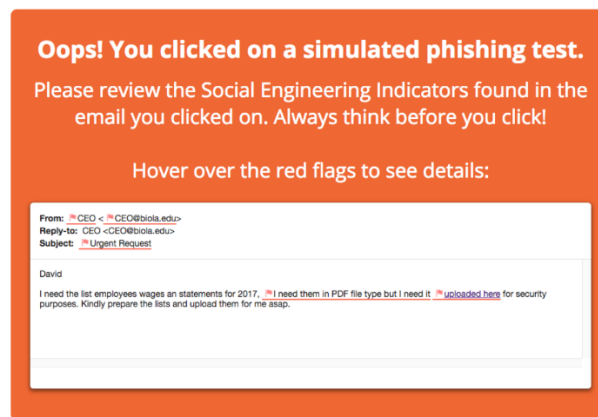 Oops! You clicked on a simulated phishing test.
Please review the Social Engineering Indicators found in the
email you clicked on. Always think before you click!
Hover over the red flags to see details:
From: CEO < CEO@biola.edu>
Reply-to: CEO <CEO@biola.edu>
Subject: Urgent Request
David
I need the list employees wages an statements for 2017, I need them in PDF file type but I need it uploaded here for security
purposes. Kindly prepare the lists and upload them for me asap.